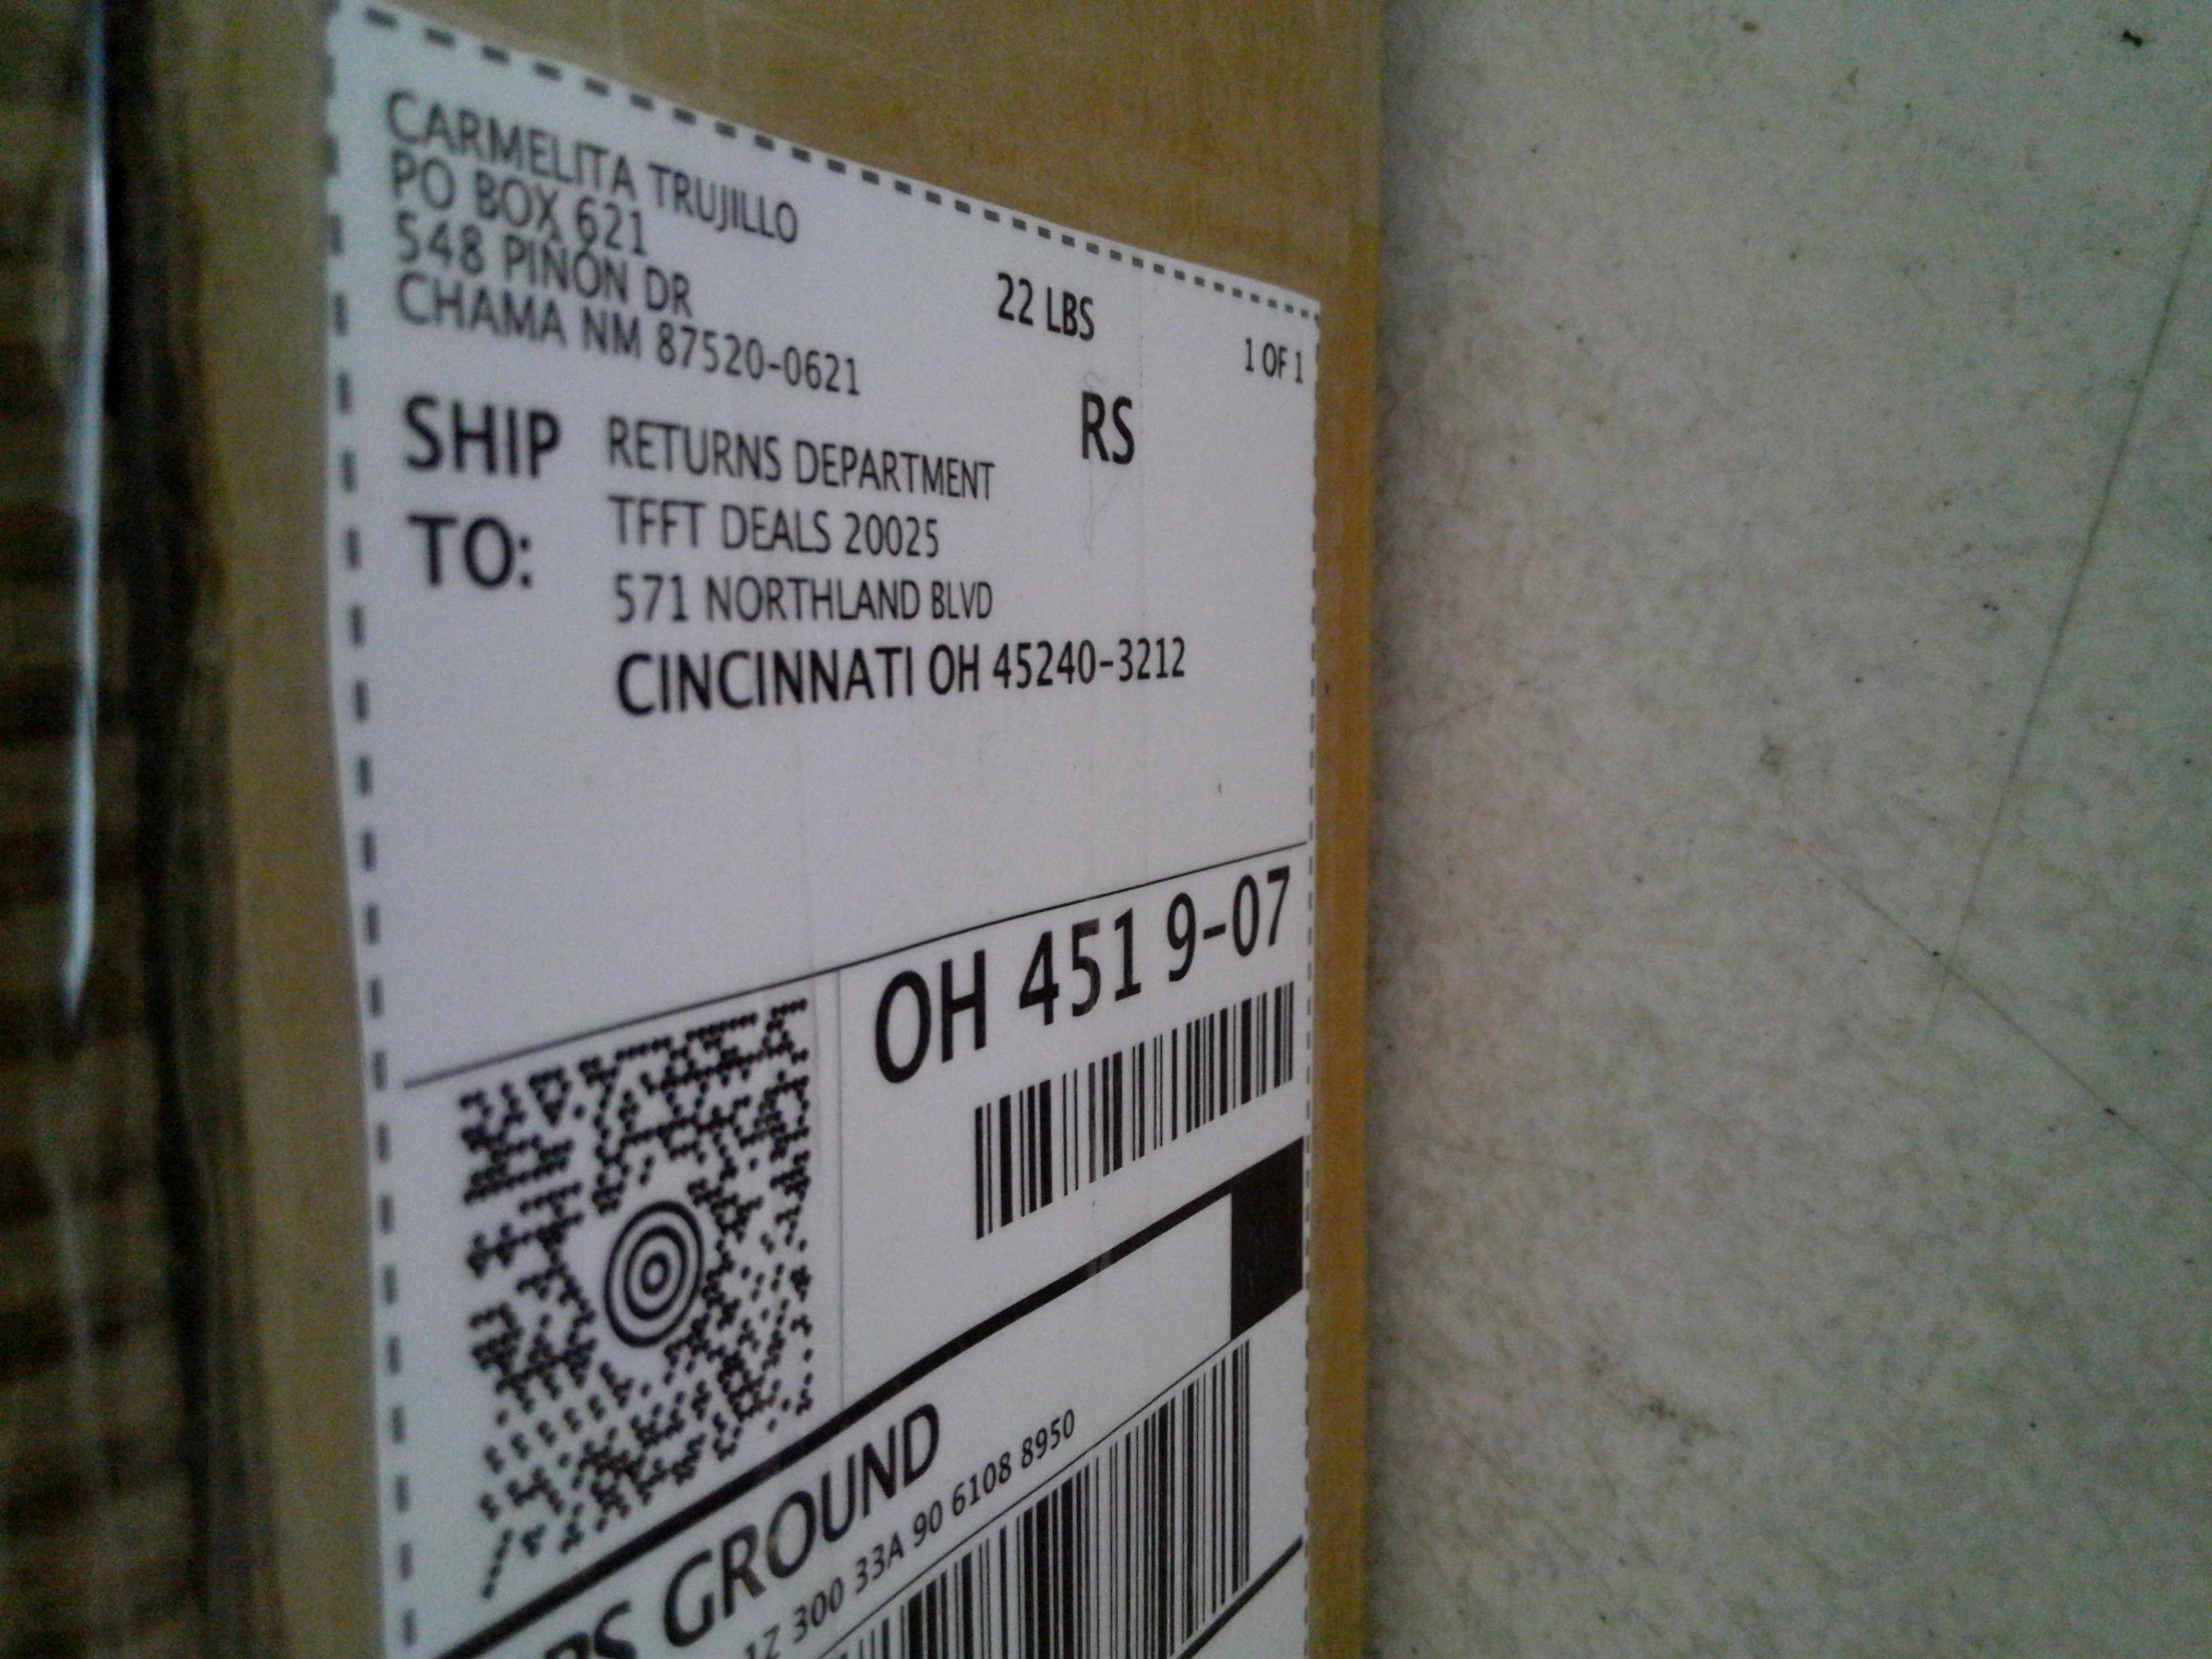 CARMELITA TRUJILLO
PO BOX 621
548 PIÑON DR
CHAMA NM 87520-0621
22 LBS
1 OF 1
RS
SHIP TO:
RETURNS DEPARTMENT
TFFT DEALS 20025
571 NORTHLAND BLVD
CINCINNATI OH 45240-3212
OH 451 9-07
GROUND
1Z 300 33A 90 6108 8950